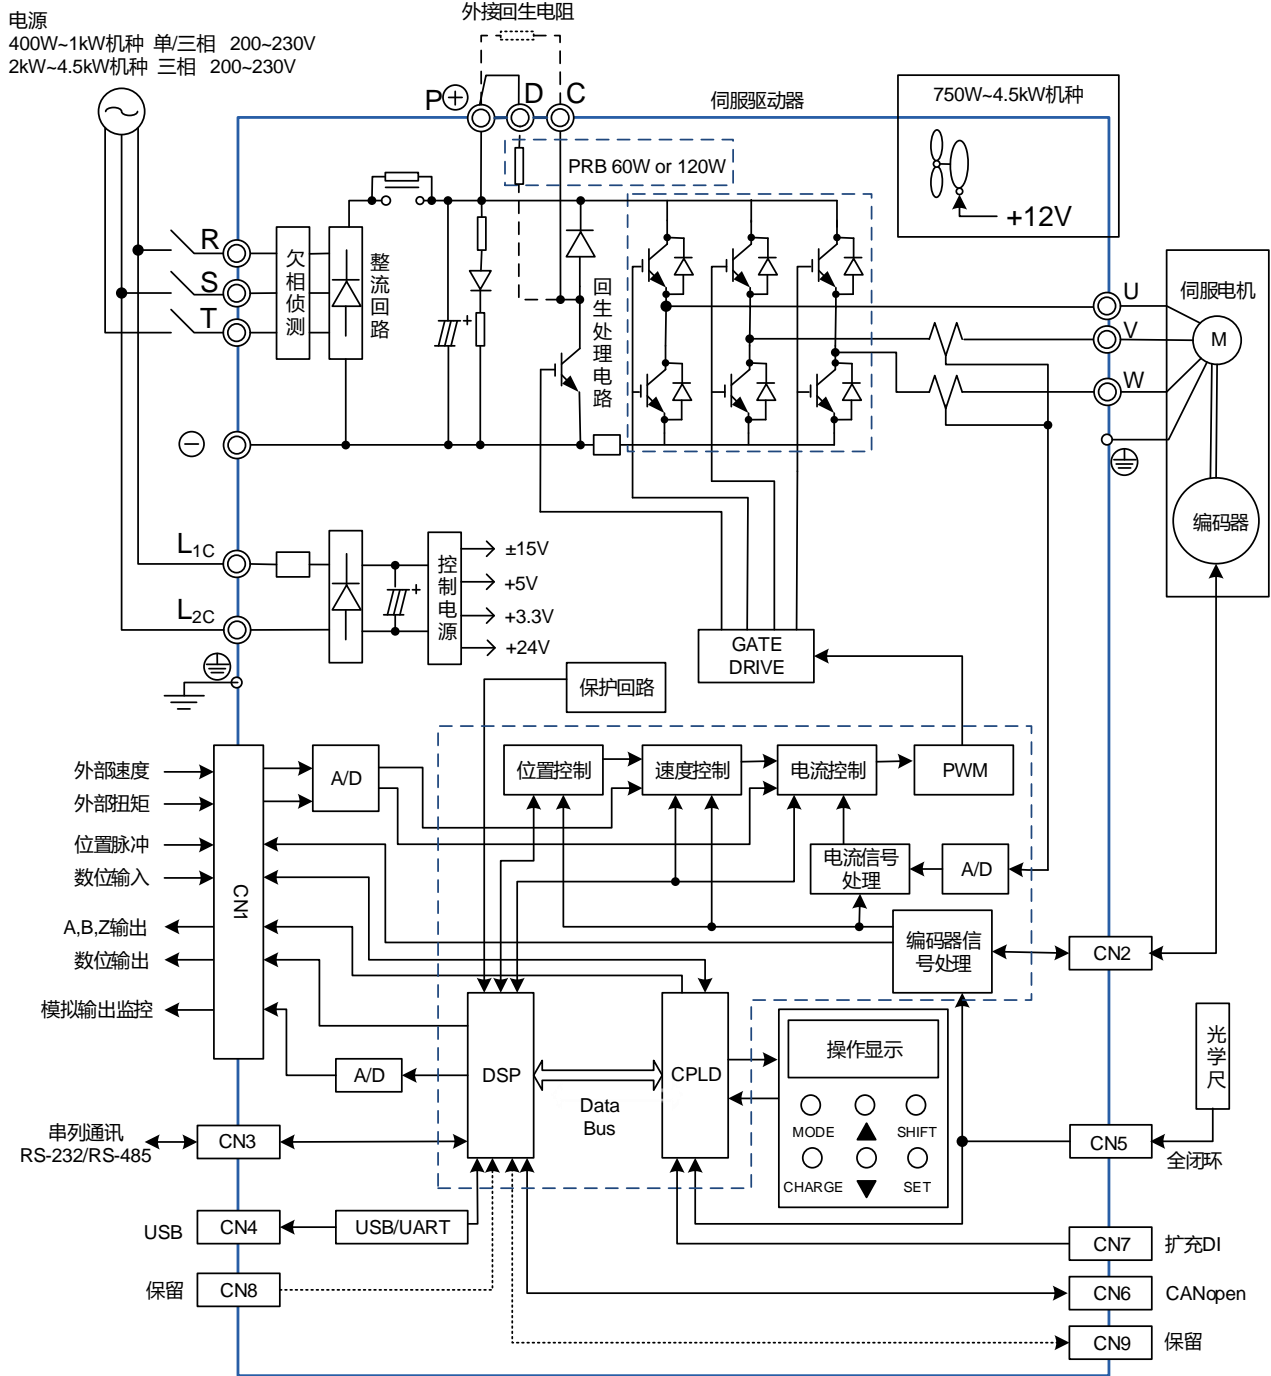 电源
400W~1kW机种 单/三相 200~230V
2kW~4.5kW机种 三相 200~230V
外接回生电阻
P⊕
D
C
伺服驱动器
750W~4.5kW机种
+12V
PRB 60W or 120W
R
S
T
欠相侦测
整流回路
+
回生处理电路
U
V
W
伺服电机
M
编码器
⊖
L1C
L2C
+
控制电源
±15V
+5V
+3.3V
+24V
GATE
DRIVE
保护回路
外部速度
外部扭矩
位置脉冲
数位输入
A,B,Z输出
数位输出
模拟输出监控
CN1
A/D
位置控制
速度控制
电流控制
PWM
电流信号
处理
A/D
编码器信
号处理
CN2
DSP
CPLD
Data
Bus
A/D
操作显示
MODE
▲
SHIFT
CHARGE
▼
SET
光学尺
CN5
全闭环
串列通讯
RS-232/RS-485
CN3
USB
CN4
USB/UART
保留
CN8
CN7
扩充DI
CN6
CANopen
CN9
保留